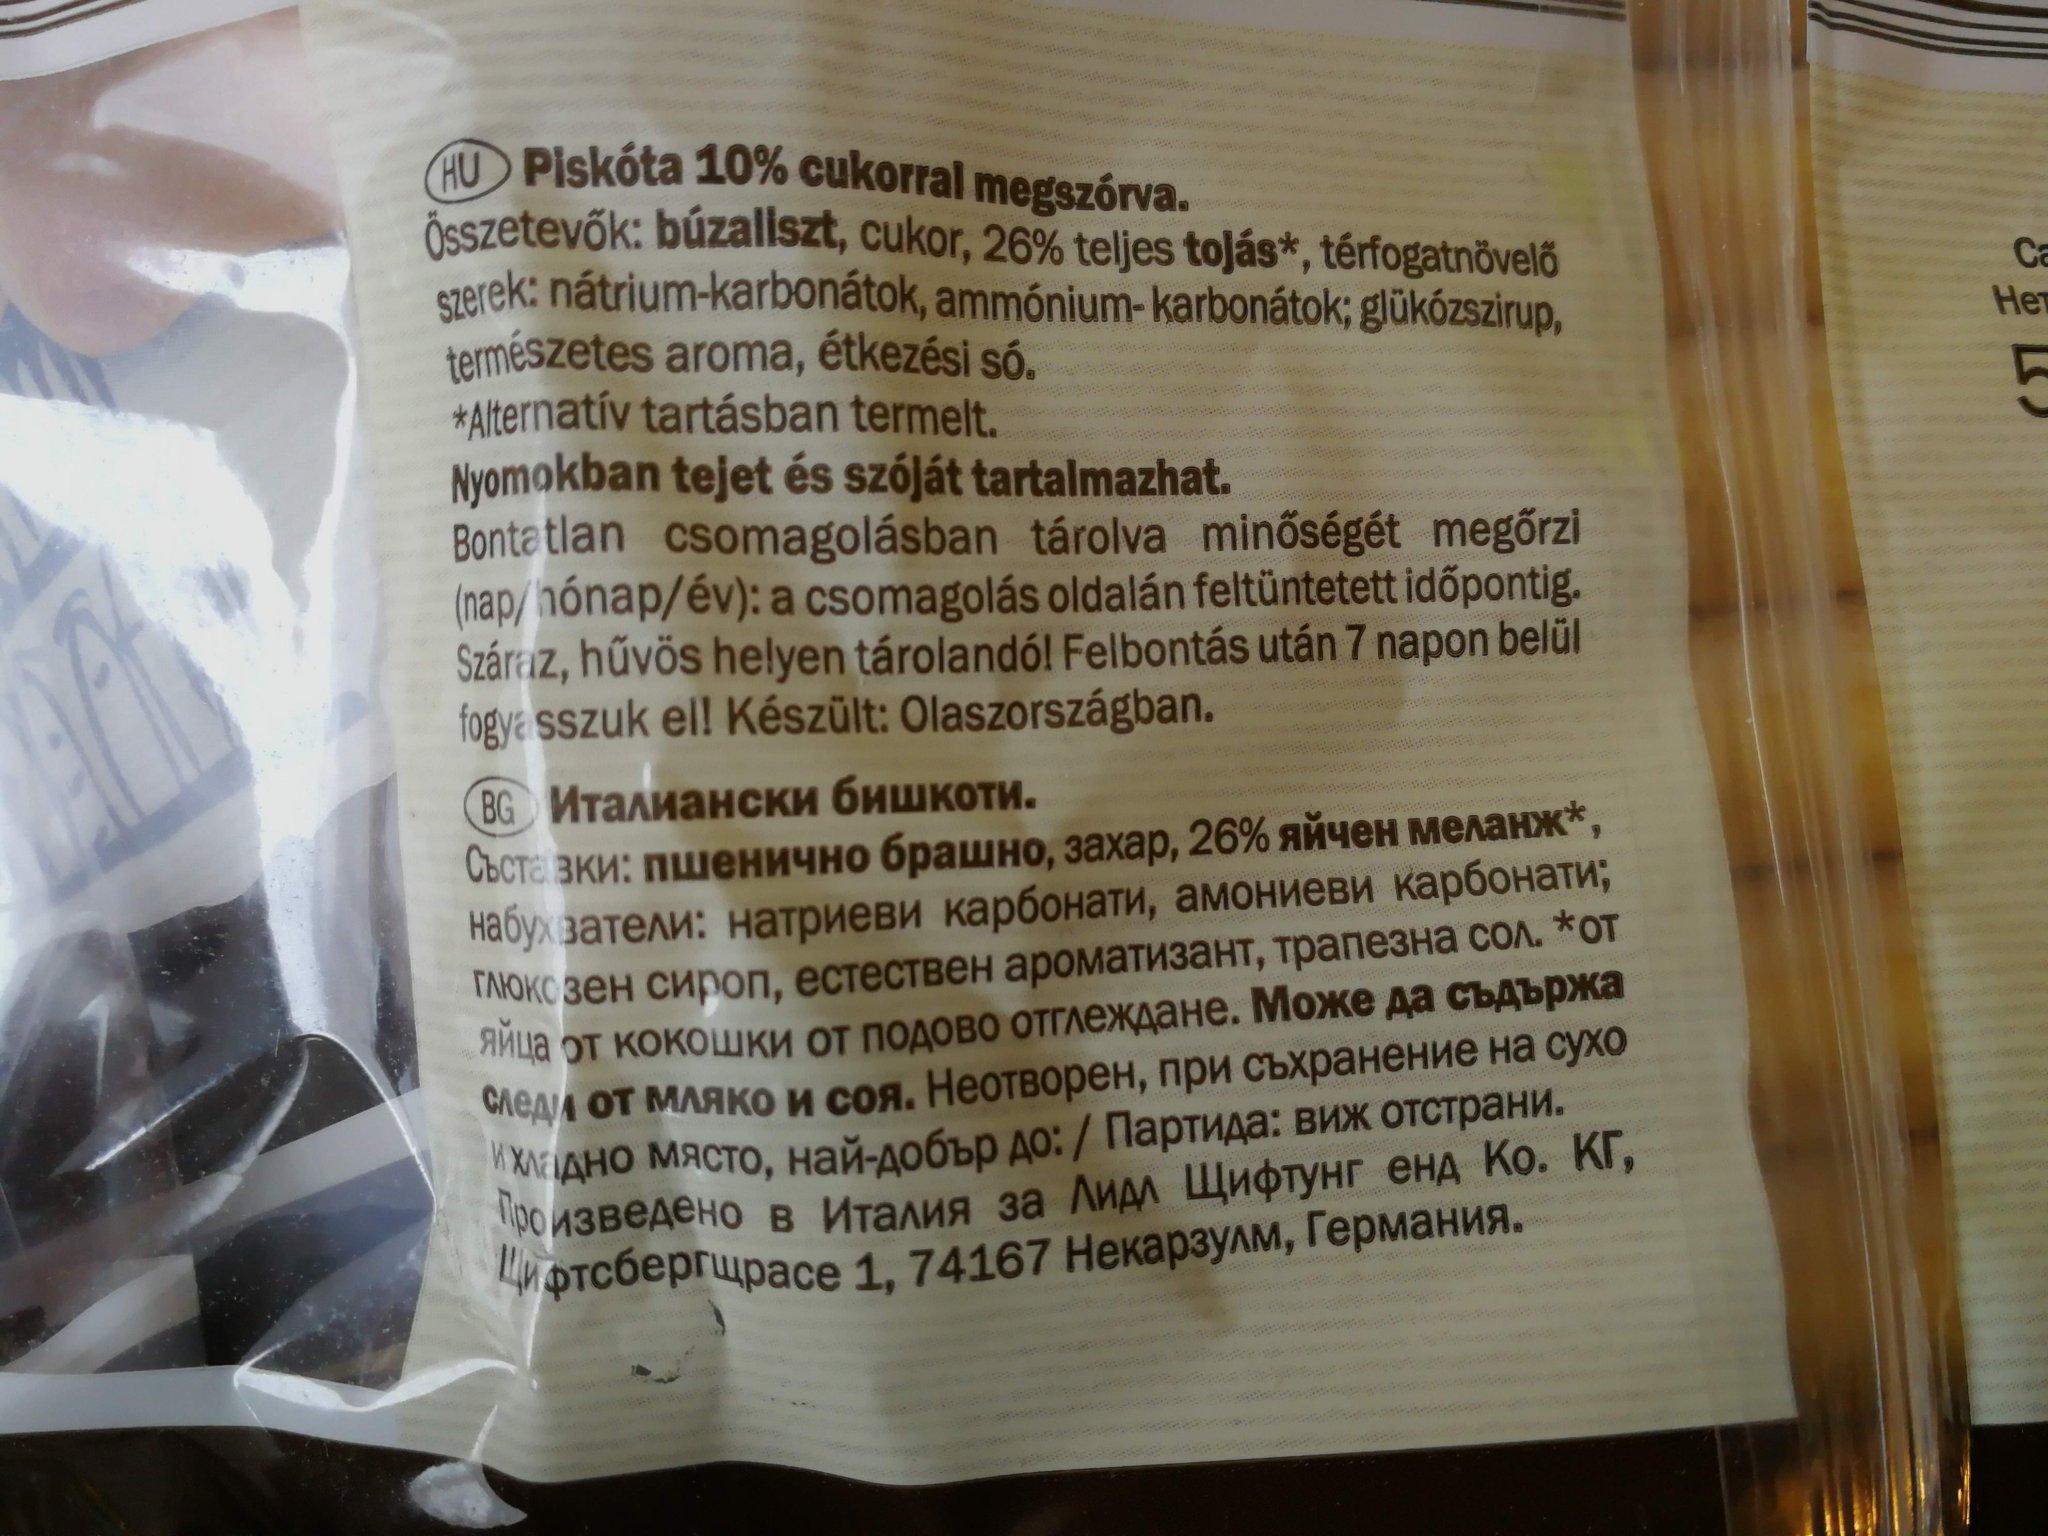 HU Piskóta 10% cukorral megszórva.
Összetevők: búzaliszt, cukor, 26% teljes tojás*, térfogatnövelő
szerek: nátrium-karbonátok, ammónium- karbonátok; glükózszirup,
természetes aroma, étkezési só.
*Alternatív tartásban termelt.
Nyomokban tejet és szóját tartalmazhat.
Bontatlan csomagolásban tárolva minőségét megőrzi
(nap/hónap/év): a csomagolás oldalán feltüntetett időpontig.
Száraz, hűvös helyen tárolandó! Felbontás után 7 napon belül
fogyasszuk el! Készült: Olaszországban.
BG Италиански бишкоти.
Съставки: пшенично брашно, захар, 26% яйчен меланж*,
набухватели: натриеви карбонати, амониеви карбонати;
глюкозен сироп, естествен ароматизант, трапезна сол. *от
яйца от кокошки от подово отглеждане. Може да съдържа
следи от мляко и соя. Неотворен, при съхранение на сухо
и хладно място, най-добър до: / Партида: виж отстрани.
Произведено в Италия за Лидл Щифтунг енд Ко. КГ,
Щифтсбергщрасе 1, 74167 Некарзулм, Германия.